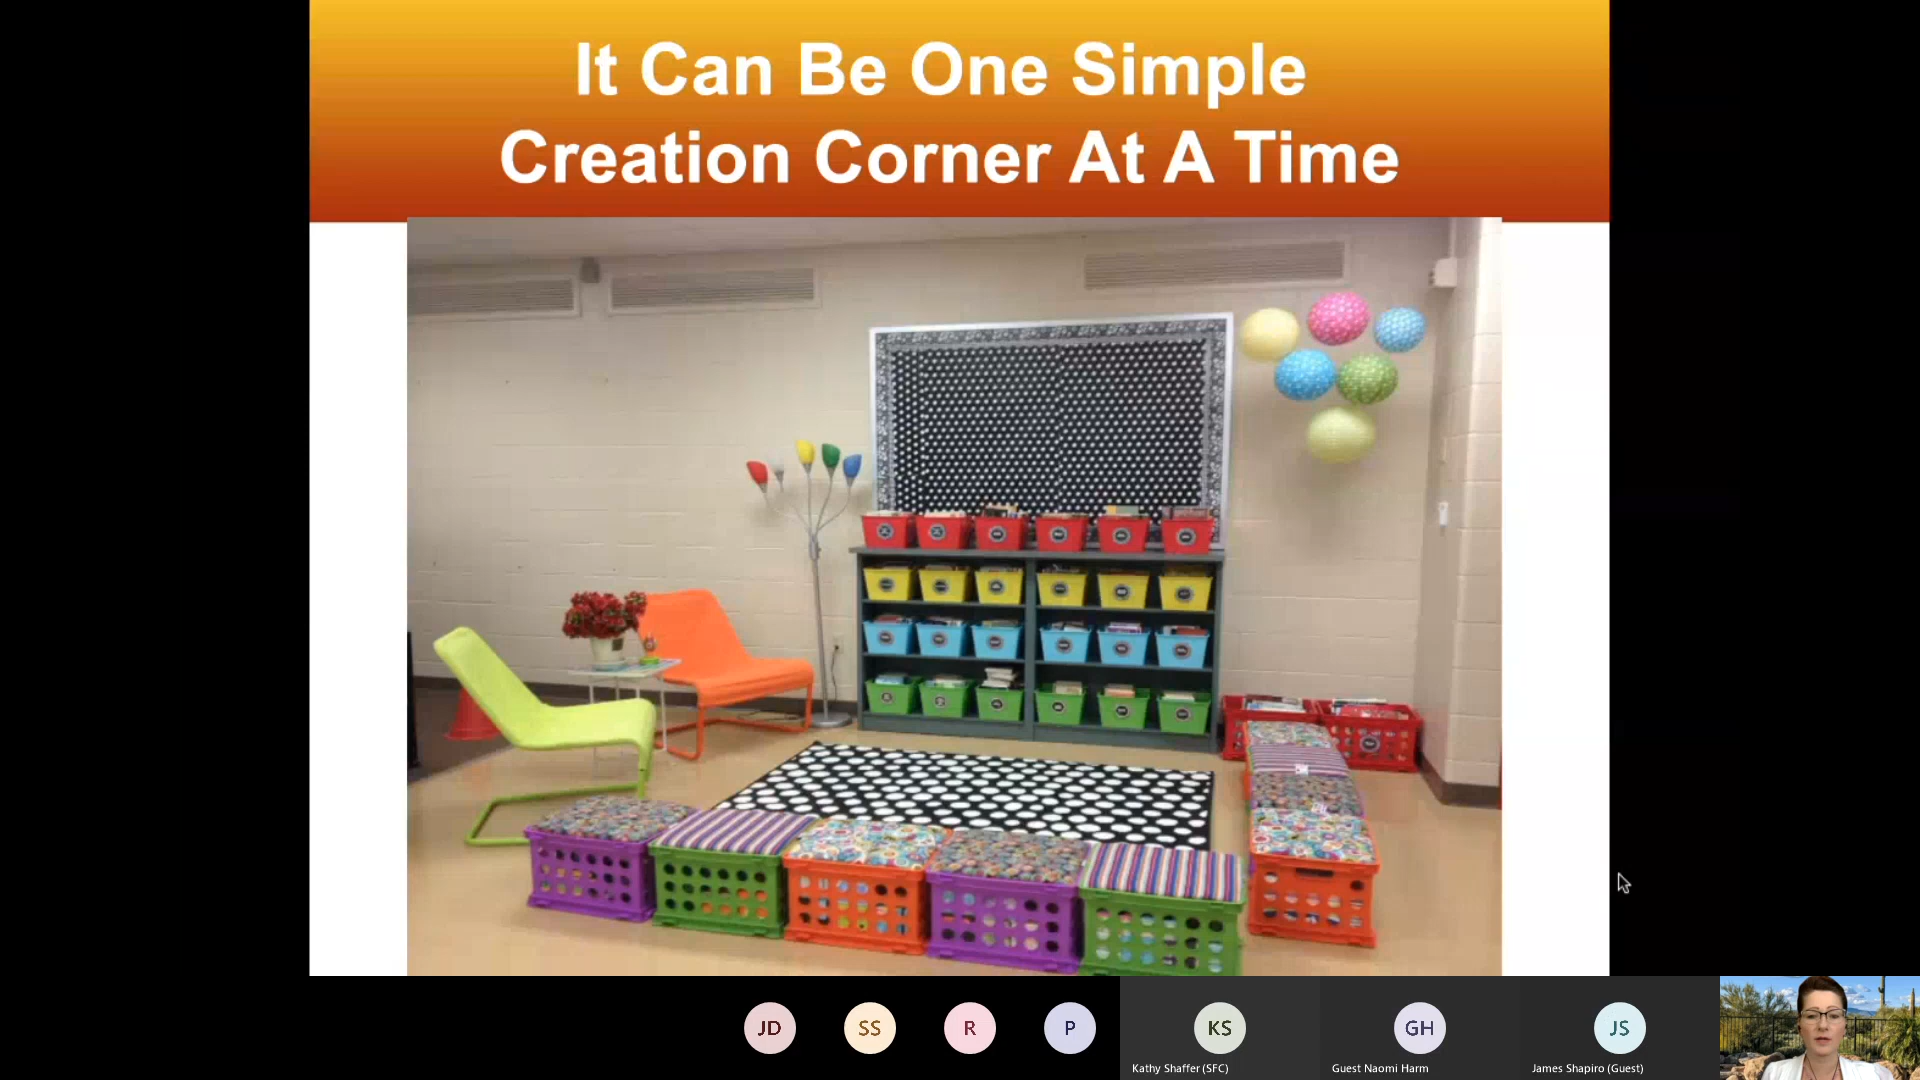 It Can Be One Simple
Creation Corner At A Time
JD
SS
R
P
KS
GH
JS
Kathy Shaffer (SFC)
Guest Naomi Harm
James Shapiro (Guest)